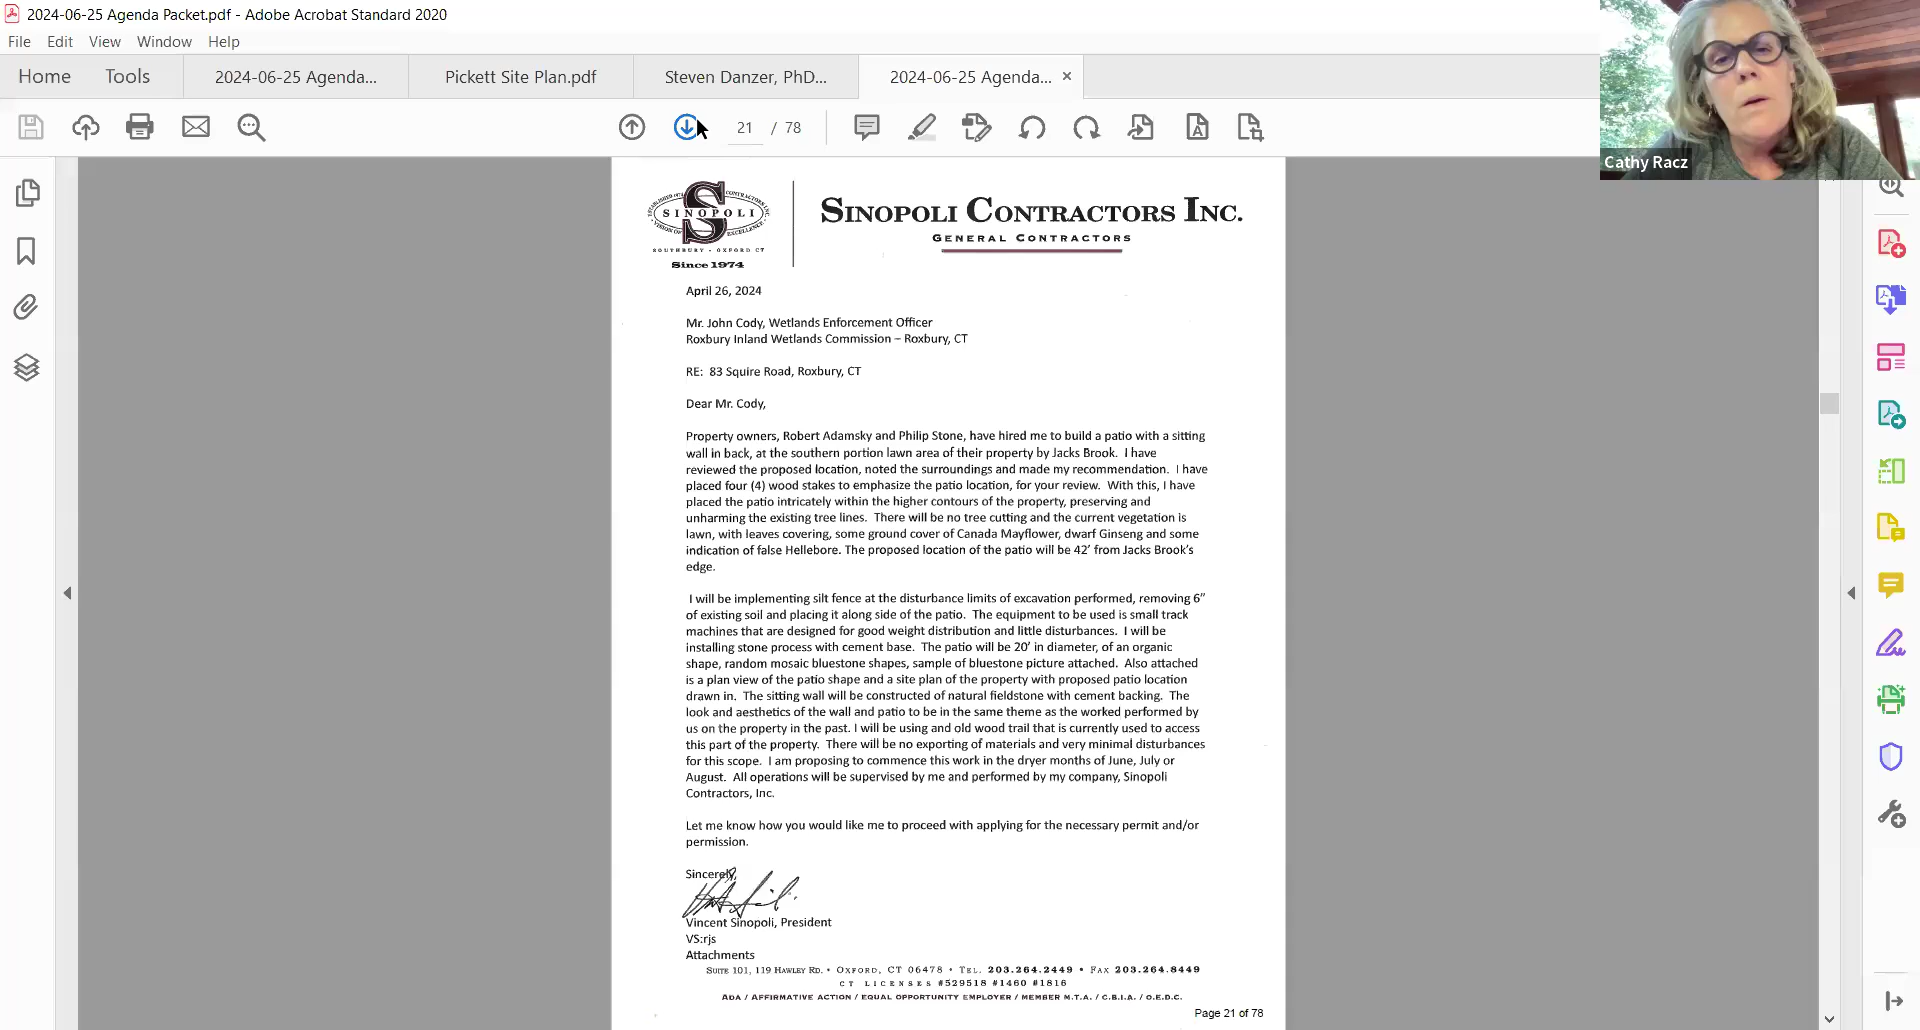 2024-06-25 Agenda Packet.pdf - Adobe Acrobat Standard 2020
File Edit View Window Help
Home Tools 2024-06-25 Agenda... Pickett Site Plan.pdf Steven Danzer, PhD... 2024-06-25 Agenda... ×
21 / 78
Cathy Racz
SINOPOLI
SOUTHBURY - OXFORD CT
Since 1974
SINOPOLI CONTRACTORS INC.
GENERAL CONTRACTORS
April 26, 2024
Mr. John Cody, Wetlands Enforcement Officer
Roxbury Inland Wetlands Commission – Roxbury, CT
RE: 83 Squire Road, Roxbury, CT
Dear Mr. Cody,
Property owners, Robert Adamsky and Philip Stone, have hired me to build a patio with a sitting
wall in back, at the southern portion lawn area of their property by Jacks Brook. I have
reviewed the proposed location, noted the surroundings and made my recommendation. I have
placed four (4) wood stakes to emphasize the patio location, for your review. With this, I have
placed the patio intricately within the higher contours of the property, preserving and
unharming the existing tree lines. There will be no tree cutting and the current vegetation is
lawn, with leaves covering, some ground cover of Canada Mayflower, dwarf Ginseng and some
indication of false Hellebore. The proposed location of the patio will be 42' from Jacks Brook's
edge.
I will be implementing silt fence at the disturbance limits of excavation performed, removing 6"
of existing soil and placing it along side of the patio. The equipment to be used is small track
machines that are designed for good weight distribution and little disturbances. I will be
installing stone process with cement base. The patio will be 20' in diameter, of an organic
shape, random mosaic bluestone shapes, sample of bluestone picture attached. Also attached
is a plan view of the patio shape and a site plan of the property with proposed patio location
drawn in. The sitting wall will be constructed of natural fieldstone with cement backing. The
look and aesthetics of the wall and patio to be in the same theme as the worked performed by
us on the property in the past. I will be using and old wood trail that is currently used to access
this part of the property. There will be no exporting of materials and very minimal disturbances
for this scope. I am proposing to commence this work in the dryer months of June, July or
August. All operations will be supervised by me and performed by my company, Sinopoli
Contractors, Inc.
Let me know how you would like me to proceed with applying for the necessary permit and/or
permission.
Sincerely,
Vincent Sinopoli, President
VS:rjs
Attachments
SUITE 101, 119 HAWLEY RD. • OXFORD, CT 06478 • TEL. 203.264.2449 • FAX 203.264.8449
CT LICENSES #529518 #1460 #1816
ADA / AFFIRMATIVE ACTION / EQUAL OPPORTUNITY EMPLOYER / MEMBER M.T.A. / C.B.I.A. / O.E.D.C.
Page 21 of 78